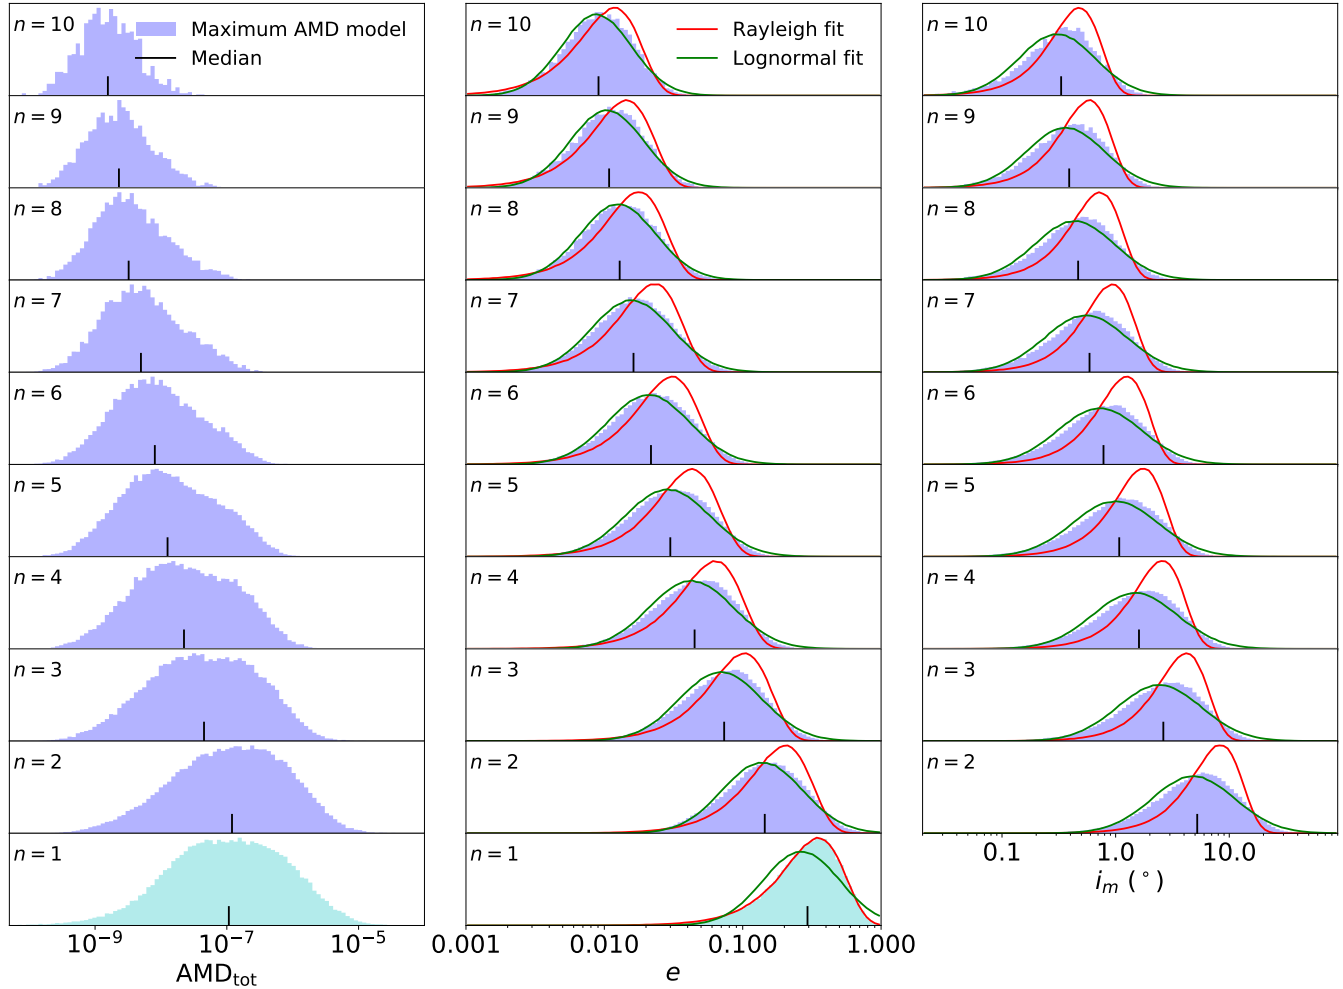 n = 10
Maximum AMD model
Median
n = 9
n = 8
n = 7
n = 6
n = 5
n = 4
n = 3
n = 2
n = 1
10⁻⁹ 10⁻⁷ 10⁻⁵
AMD_tot
n = 10
Rayleigh fit
Lognormal fit
n = 9
n = 8
n = 7
n = 6
n = 5
n = 4
n = 3
n = 2
n = 1
0.001 0.010 0.100 1.000
e
n = 10
n = 9
n = 8
n = 7
n = 6
n = 5
n = 4
n = 3
n = 2
0.1 1.0 10.0
i_m (°)